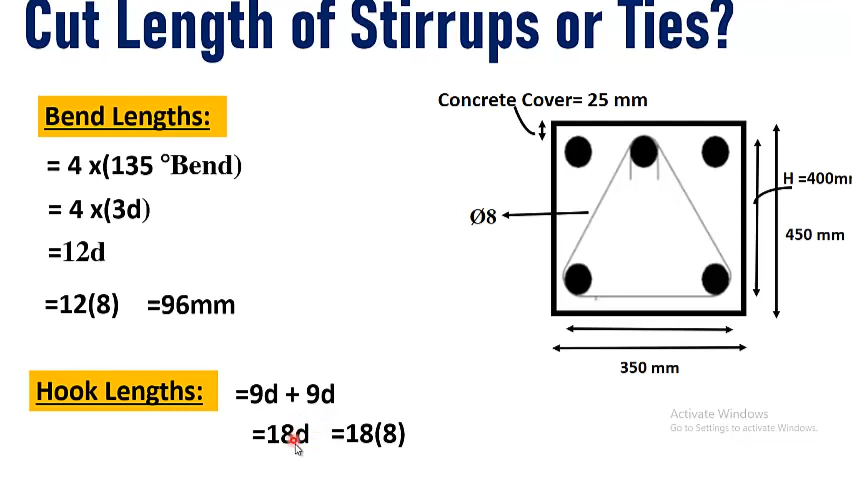 Cut Length of Stirrups or Ties?
Bend Lengths:
= 4 x(135 °Bend)
= 4 x(3d)
=12d
=12(8) =96mm
Hook Lengths: =9d + 9d
=18d =18(8)
Concrete Cover= 25 mm
Ø8
H =400m
450 mm
350 mm
Activate Windows
Go to Settings to activate Windows.